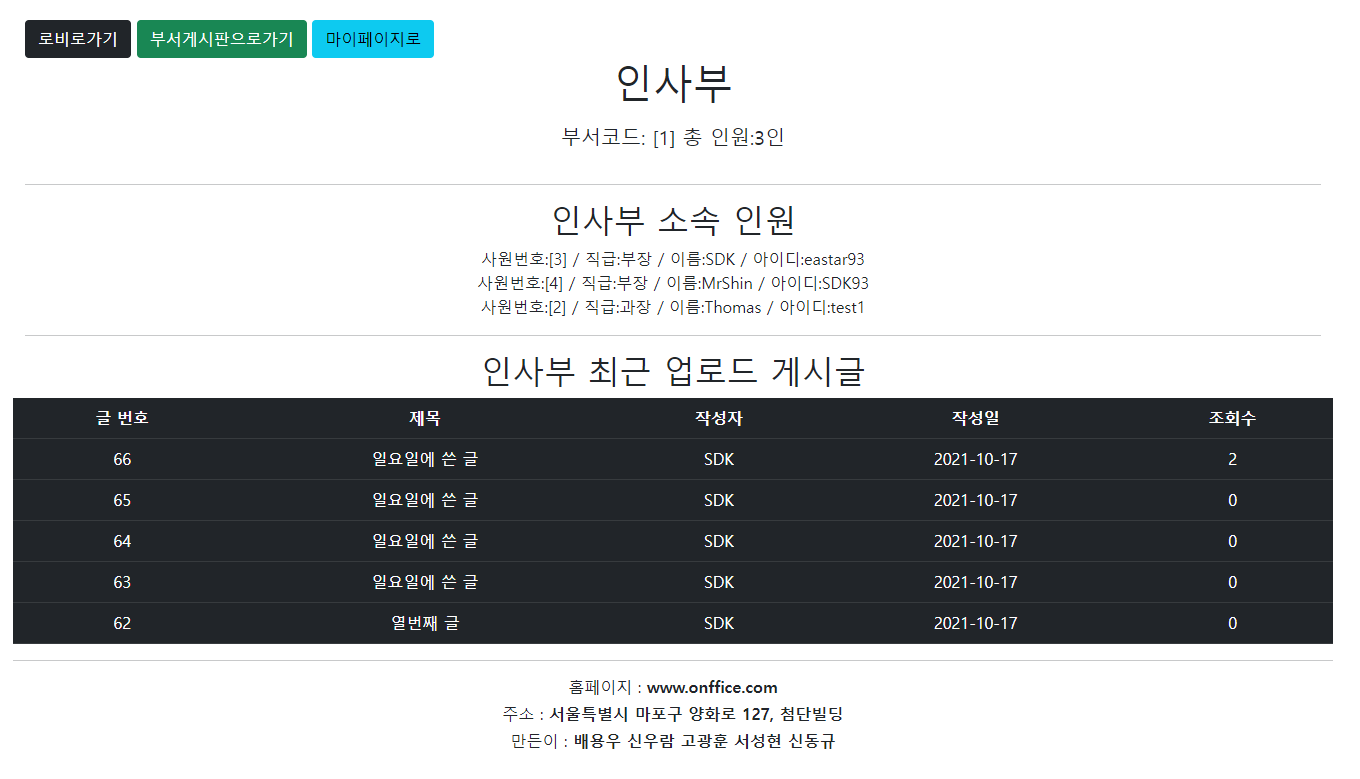 로비로가기 부서게시판으로가기 마이페이지로
인사부
부서코드: [1] 총 인원:3인
인사부 소속 인원
사원번호:[3] / 직급:부장 / 이름:SDK / 아이디:eastar93
사원번호:[4] / 직급:부장 / 이름:MrShin / 아이디:SDK93
사원번호:[2] / 직급:과장 / 이름:Thomas / 아이디:test1
인사부 최근 업로드 게시글
글 번호 제목 작성자 작성일 조회수
66 일요일에 쓴 글 SDK 2021-10-17 2
65 일요일에 쓴 글 SDK 2021-10-17 0
64 일요일에 쓴 글 SDK 2021-10-17 0
63 일요일에 쓴 글 SDK 2021-10-17 0
62 열번째 글 SDK 2021-10-17 0
홈페이지 : www.onffice.com
주소 : 서울특별시 마포구 양화로 127, 첨단빌딩
만든이 : 배용우 신우람 고광훈 서성현 신동규